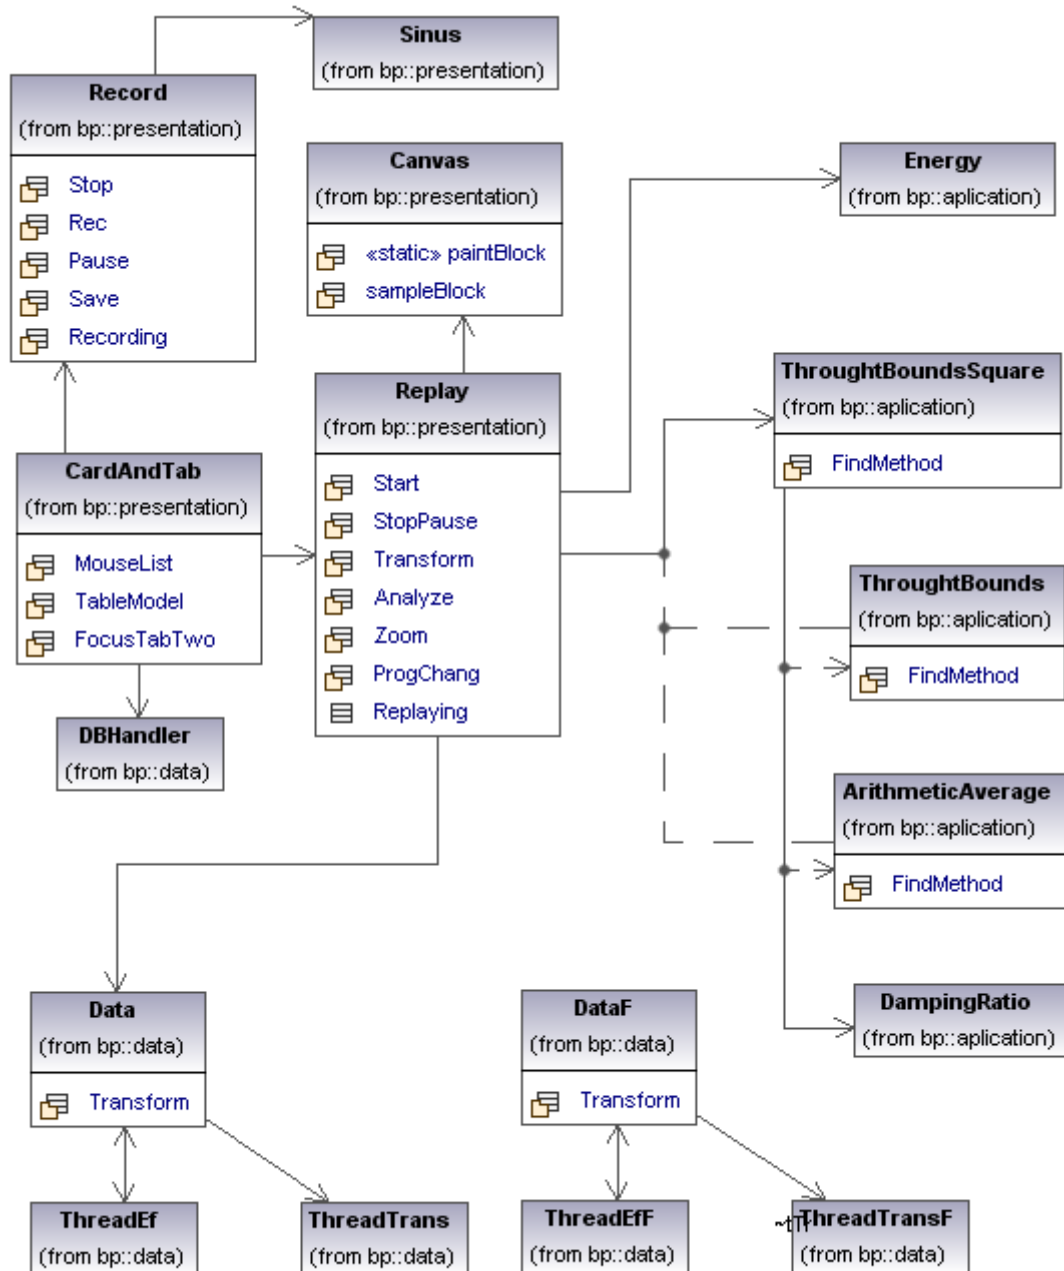 Sinus
(from bp::presentation)
Record
(from bp::presentation)
Stop
Rec
Pause
Save
Recording
Canvas
(from bp::presentation)
«static» paintBlock
sampleBlock
Energy
(from bp::aplication)
Replay
(from bp::presentation)
Start
StopPause
Transform
Analyze
Zoom
ProgChang
Replaying
ThroughtBoundsSquare
(from bp::aplication)
FindMethod
CardAndTab
(from bp::presentation)
MouseList
TableModel
FocusTabTwo
ThroughtBounds
(from bp::aplication)
FindMethod
DBHandler
(from bp::data)
ArithmeticAverage
(from bp::aplication)
FindMethod
DampingRatio
(from bp::aplication)
Data
(from bp::data)
Transform
DataF
(from bp::data)
Transform
ThreadEf
(from bp::data)
ThreadTrans
(from bp::data)
ThreadEfF
(from bp::data)
ThreadTransF
(from bp::data)